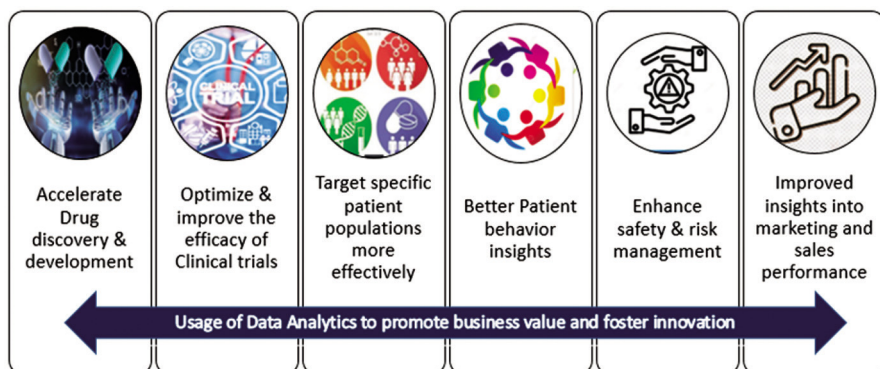 CLINICAL
TRIAL
Accelerate
Drug
discovery &
development
Optimize &
improve the
efficacy of
Clinical trials
Target specific
patient
populations
more
effectively
Better Patient
behavior
insights
Enhance
safety & risk
management
Improved
insights into
marketing and
sales
performance
Usage of Data Analytics to promote business value and foster innovation